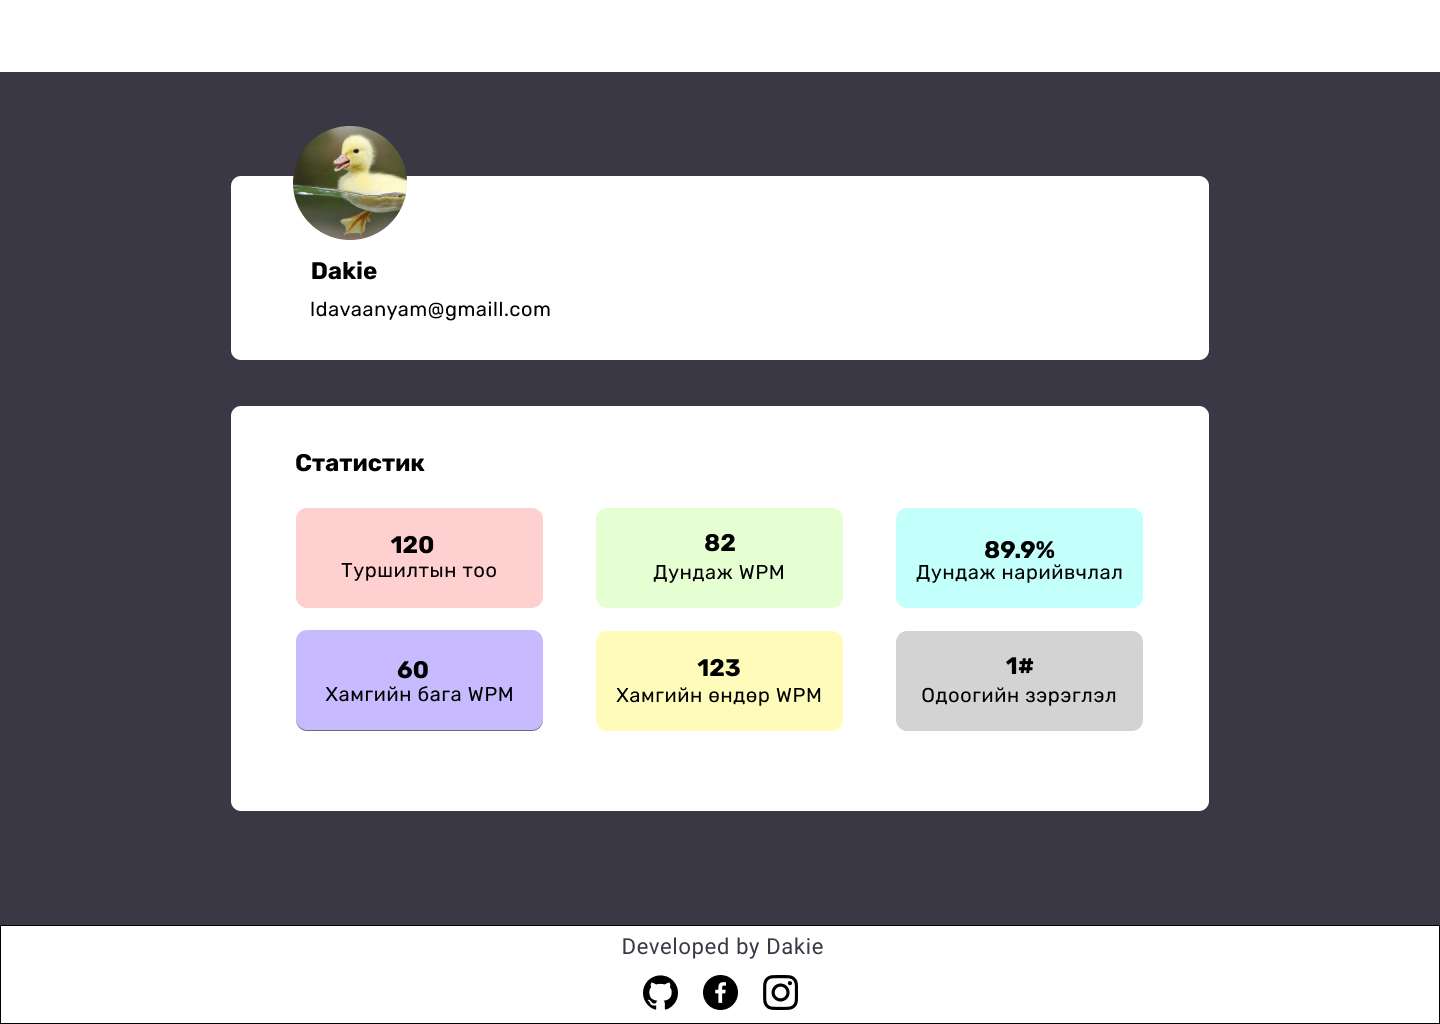 Dakie
ldavaanyam@gmaill.com
Статистик
120
Туршилтын тоо
82
Дундаж WPM
89.9%
Дундаж нарийвчлал
60
Хамгийн бага WPM
123
Хамгийн өндөр WPM
1#
Одоогийн зэрэглэл
Developed by Dakie